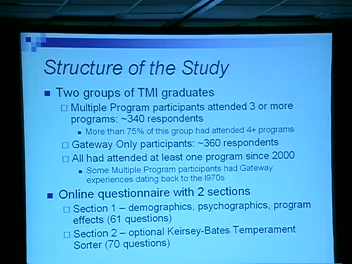 Structure of the Study
Two groups of TMI graduates
Multiple Program participants attended 3 or more
programs: ~340 respondents
More than 75% of this group had attended 4+ programs
Gateway Only participants: ~360 respondents
All had attended at least one program since 2000
Some Multiple Program participants had Gateway
experiences dating back to the l970s
Online questionnaire with 2 sections
Section 1 – demographics, psychographics, program
effects (61 questions)
Section 2 – optional Keirsey-Bates Temperament
Sorter (70 questions)